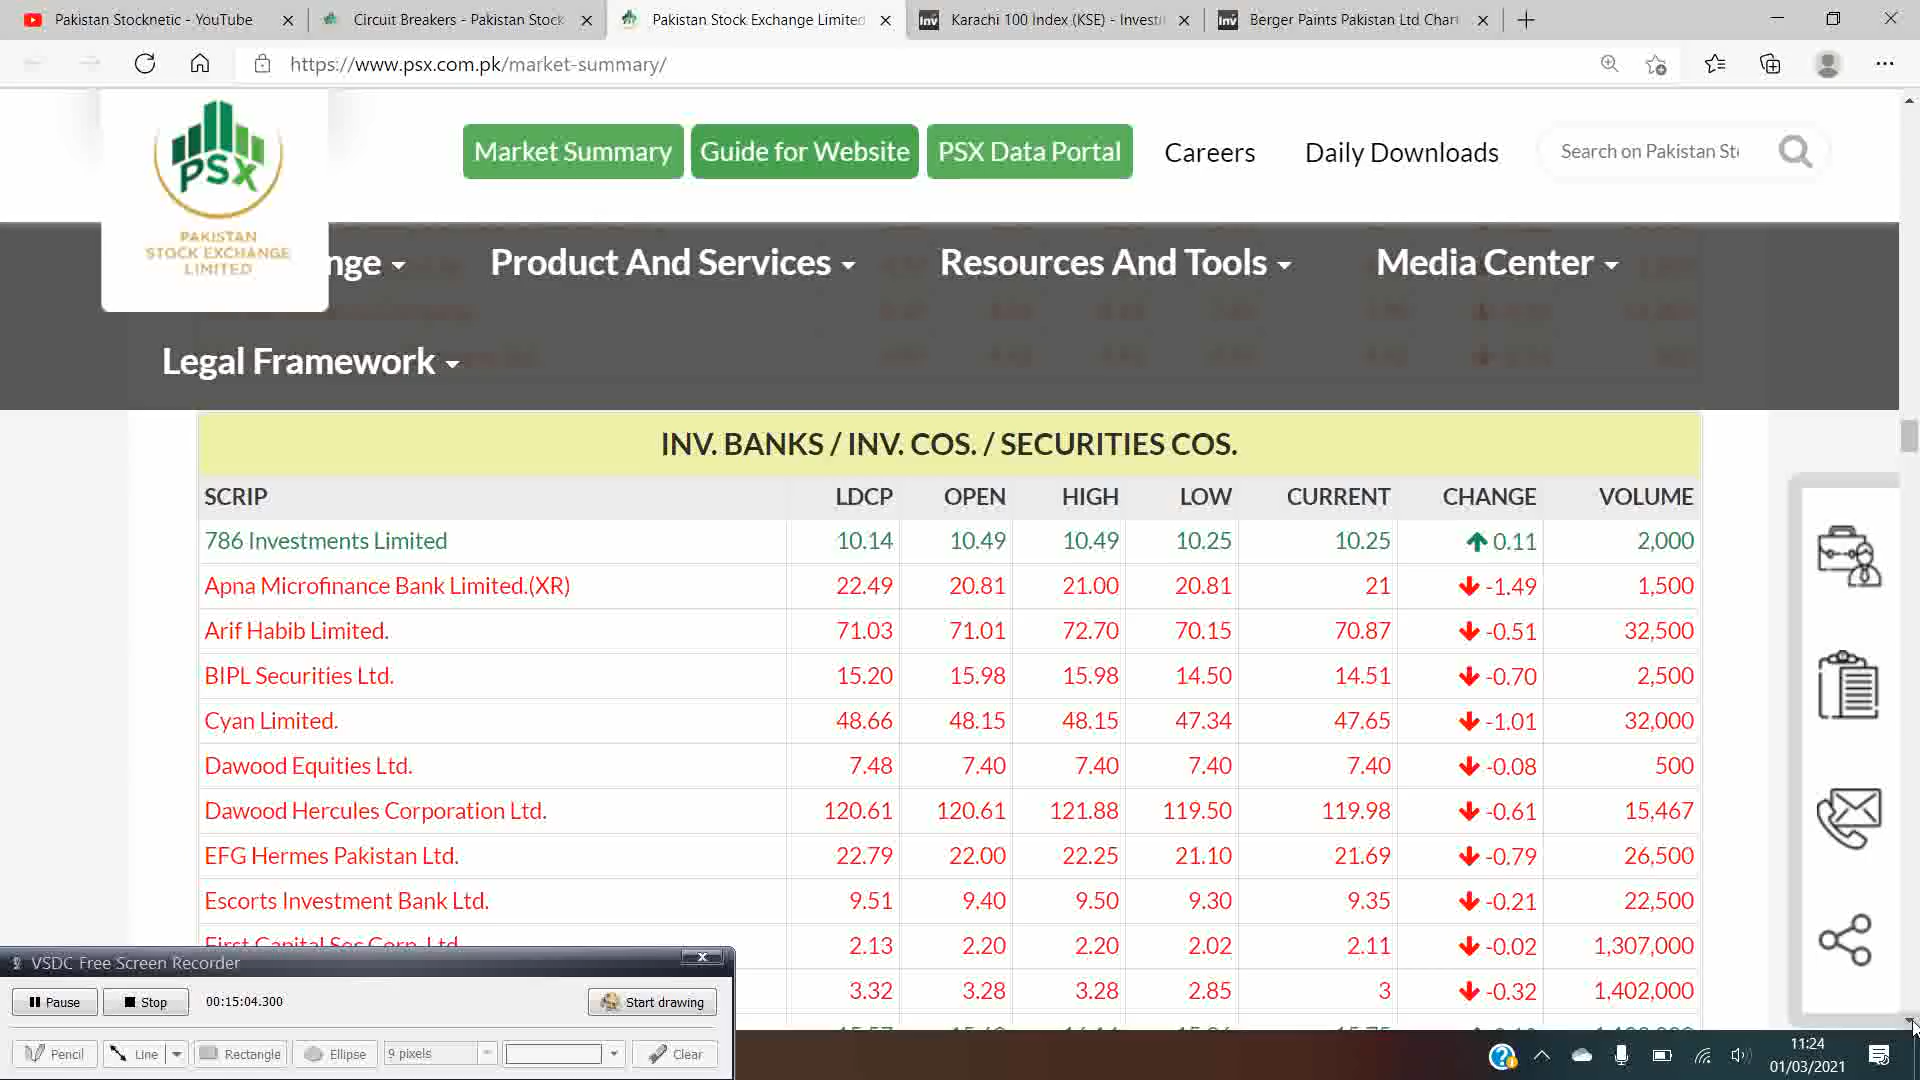 Pakistan Stocknetic - YouTube
Circuit Breakers - Pakistan Stock
Pakistan Stock Exchange Limited
Karachi 100 Index (KSE) - Investi
Berger Paints Pakistan Ltd Chart
https://www.psx.com.pk/market-summary/
PSX
PAKISTAN
STOCK EXCHANGE
LIMITED
Market Summary
Guide for Website
PSX Data Portal
Careers
Daily Downloads
Search on Pakistan Sto
nge
Product And Services
Resources And Tools
Media Center
Legal Framework
INV. BANKS / INV. COS. / SECURITIES COS.
SCRIP LDCP OPEN HIGH LOW CURRENT CHANGE VOLUME
786 Investments Limited 10.14 10.49 10.49 10.25 10.25 0.11 2,000
Apna Microfinance Bank Limited.(XR) 22.49 20.81 21.00 20.81 21 -1.49 1,500
Arif Habib Limited. 71.03 71.01 72.70 70.15 70.87 -0.51 32,500
BIPL Securities Ltd. 15.20 15.98 15.98 14.50 14.51 -0.70 2,500
Cyan Limited. 48.66 48.15 48.15 47.34 47.65 -1.01 32,000
Dawood Equities Ltd. 7.48 7.40 7.40 7.40 7.40 -0.08 500
Dawood Hercules Corporation Ltd. 120.61 120.61 121.88 119.50 119.98 -0.61 15,467
EFG Hermes Pakistan Ltd. 22.79 22.00 22.25 21.10 21.69 -0.79 26,500
Escorts Investment Bank Ltd. 9.51 9.40 9.50 9.30 9.35 -0.21 22,500
First Capital Sec.Corp. Ltd. 2.13 2.20 2.20 2.02 2.11 -0.02 1,307,000
3.32 3.28 3.28 2.85 3 -0.32 1,402,000
VSDC Free Screen Recorder
x
Pause
Stop
00:15:04.300
Start drawing
Pencil
Line
Rectangle
Ellipse
9 pixels
Clear
11:24
01/03/2021